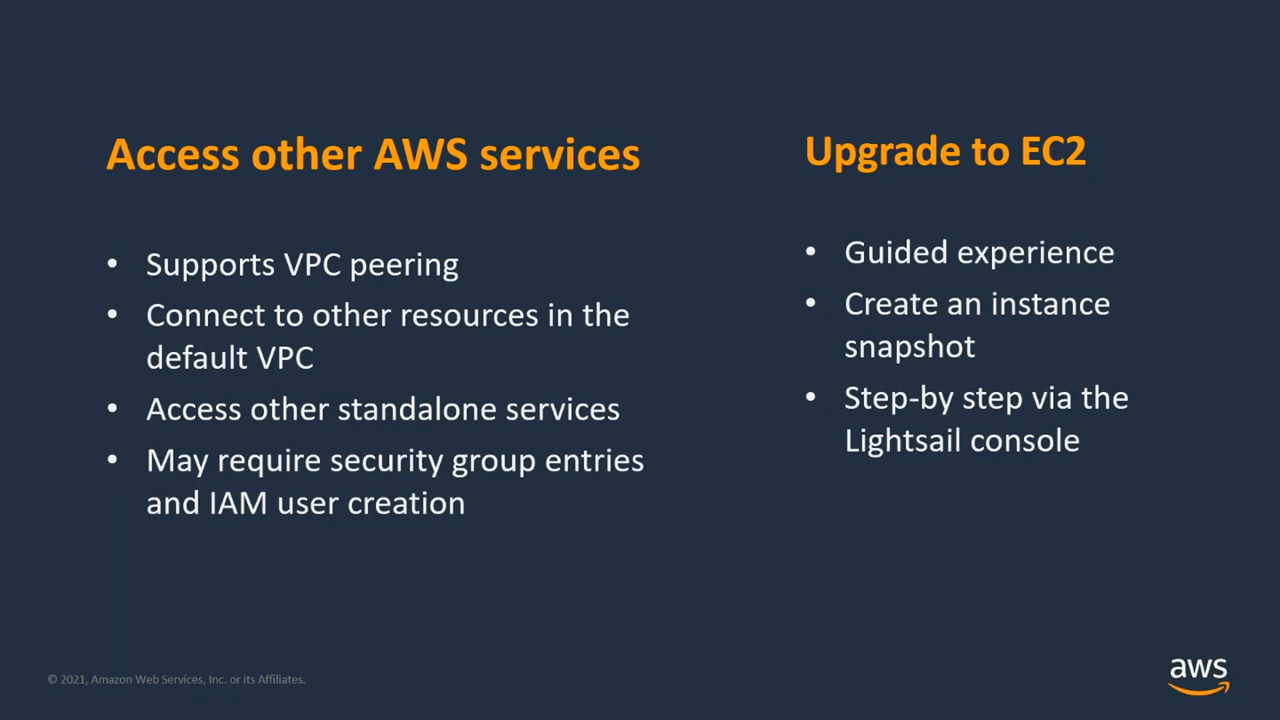 Access other AWS services
• Supports VPC peering
• Connect to other resources in the
default VPC
• Access other standalone services
• May require security group entries
and IAM user creation
Upgrade to EC2
• Guided experience
• Create an instance
snapshot
• Step-by step via the
Lightsail console
© 2021, Amazon Web Services, Inc. or its Affiliates.
aws